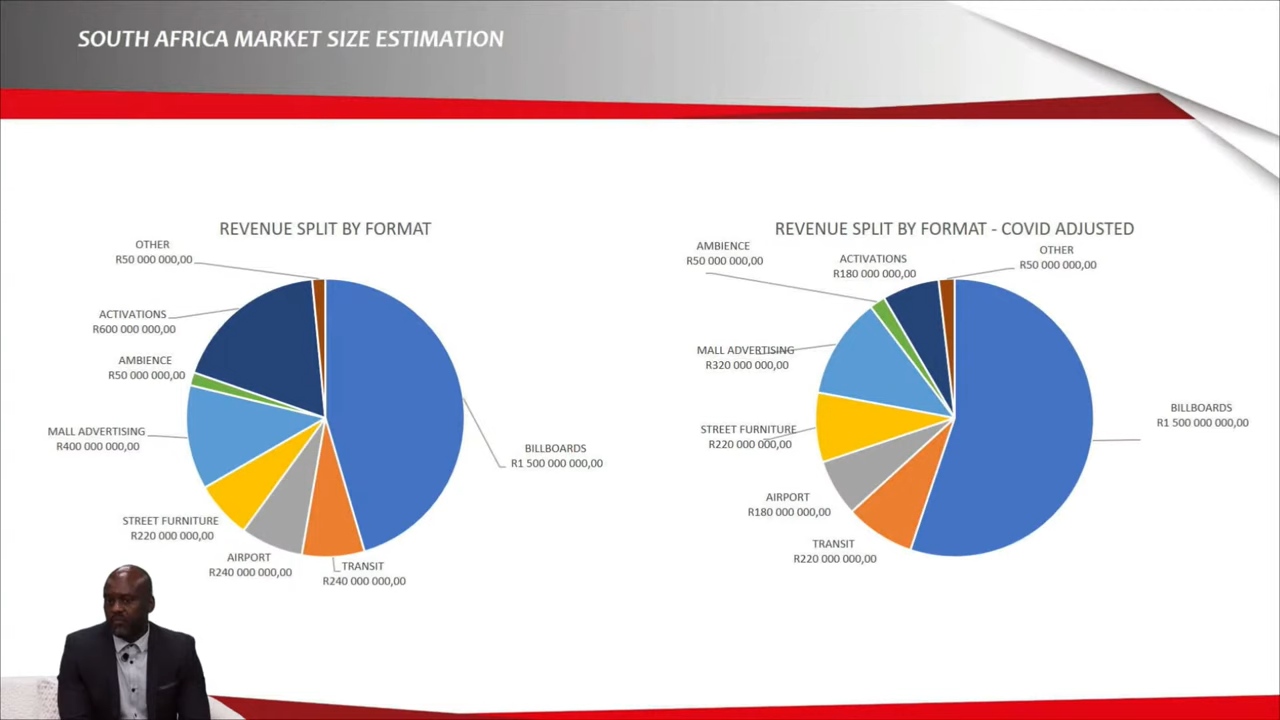 SOUTH AFRICA MARKET SIZE ESTIMATION
REVENUE SPLIT BY FORMAT
OTHER
R50 000 000,00
ACTIVATIONS
R600 000 000,00
AMBIENCE
R50 000 000,00
MALL ADVERTISING
R400 000 000,00
BILLBOARDS
R1 500 000 000,00
STREET FURNITURE
R220 000 000,00
AIRPORT
R240 000 000,00
TRANSIT
R240 000 000,00
REVENUE SPLIT BY FORMAT - COVID ADJUSTED
AMBIENCE
R50 000 000,00
ACTIVATIONS
R180 000 000,00
OTHER
R50 000 000,00
MALL ADVERTISING
R320 000 000,00
BILLBOARDS
R1 500 000 000,00
STREET FURNITURE
R220 000 000,00
AIRPORT
R180 000 000,00
TRANSIT
R220 000 000,00